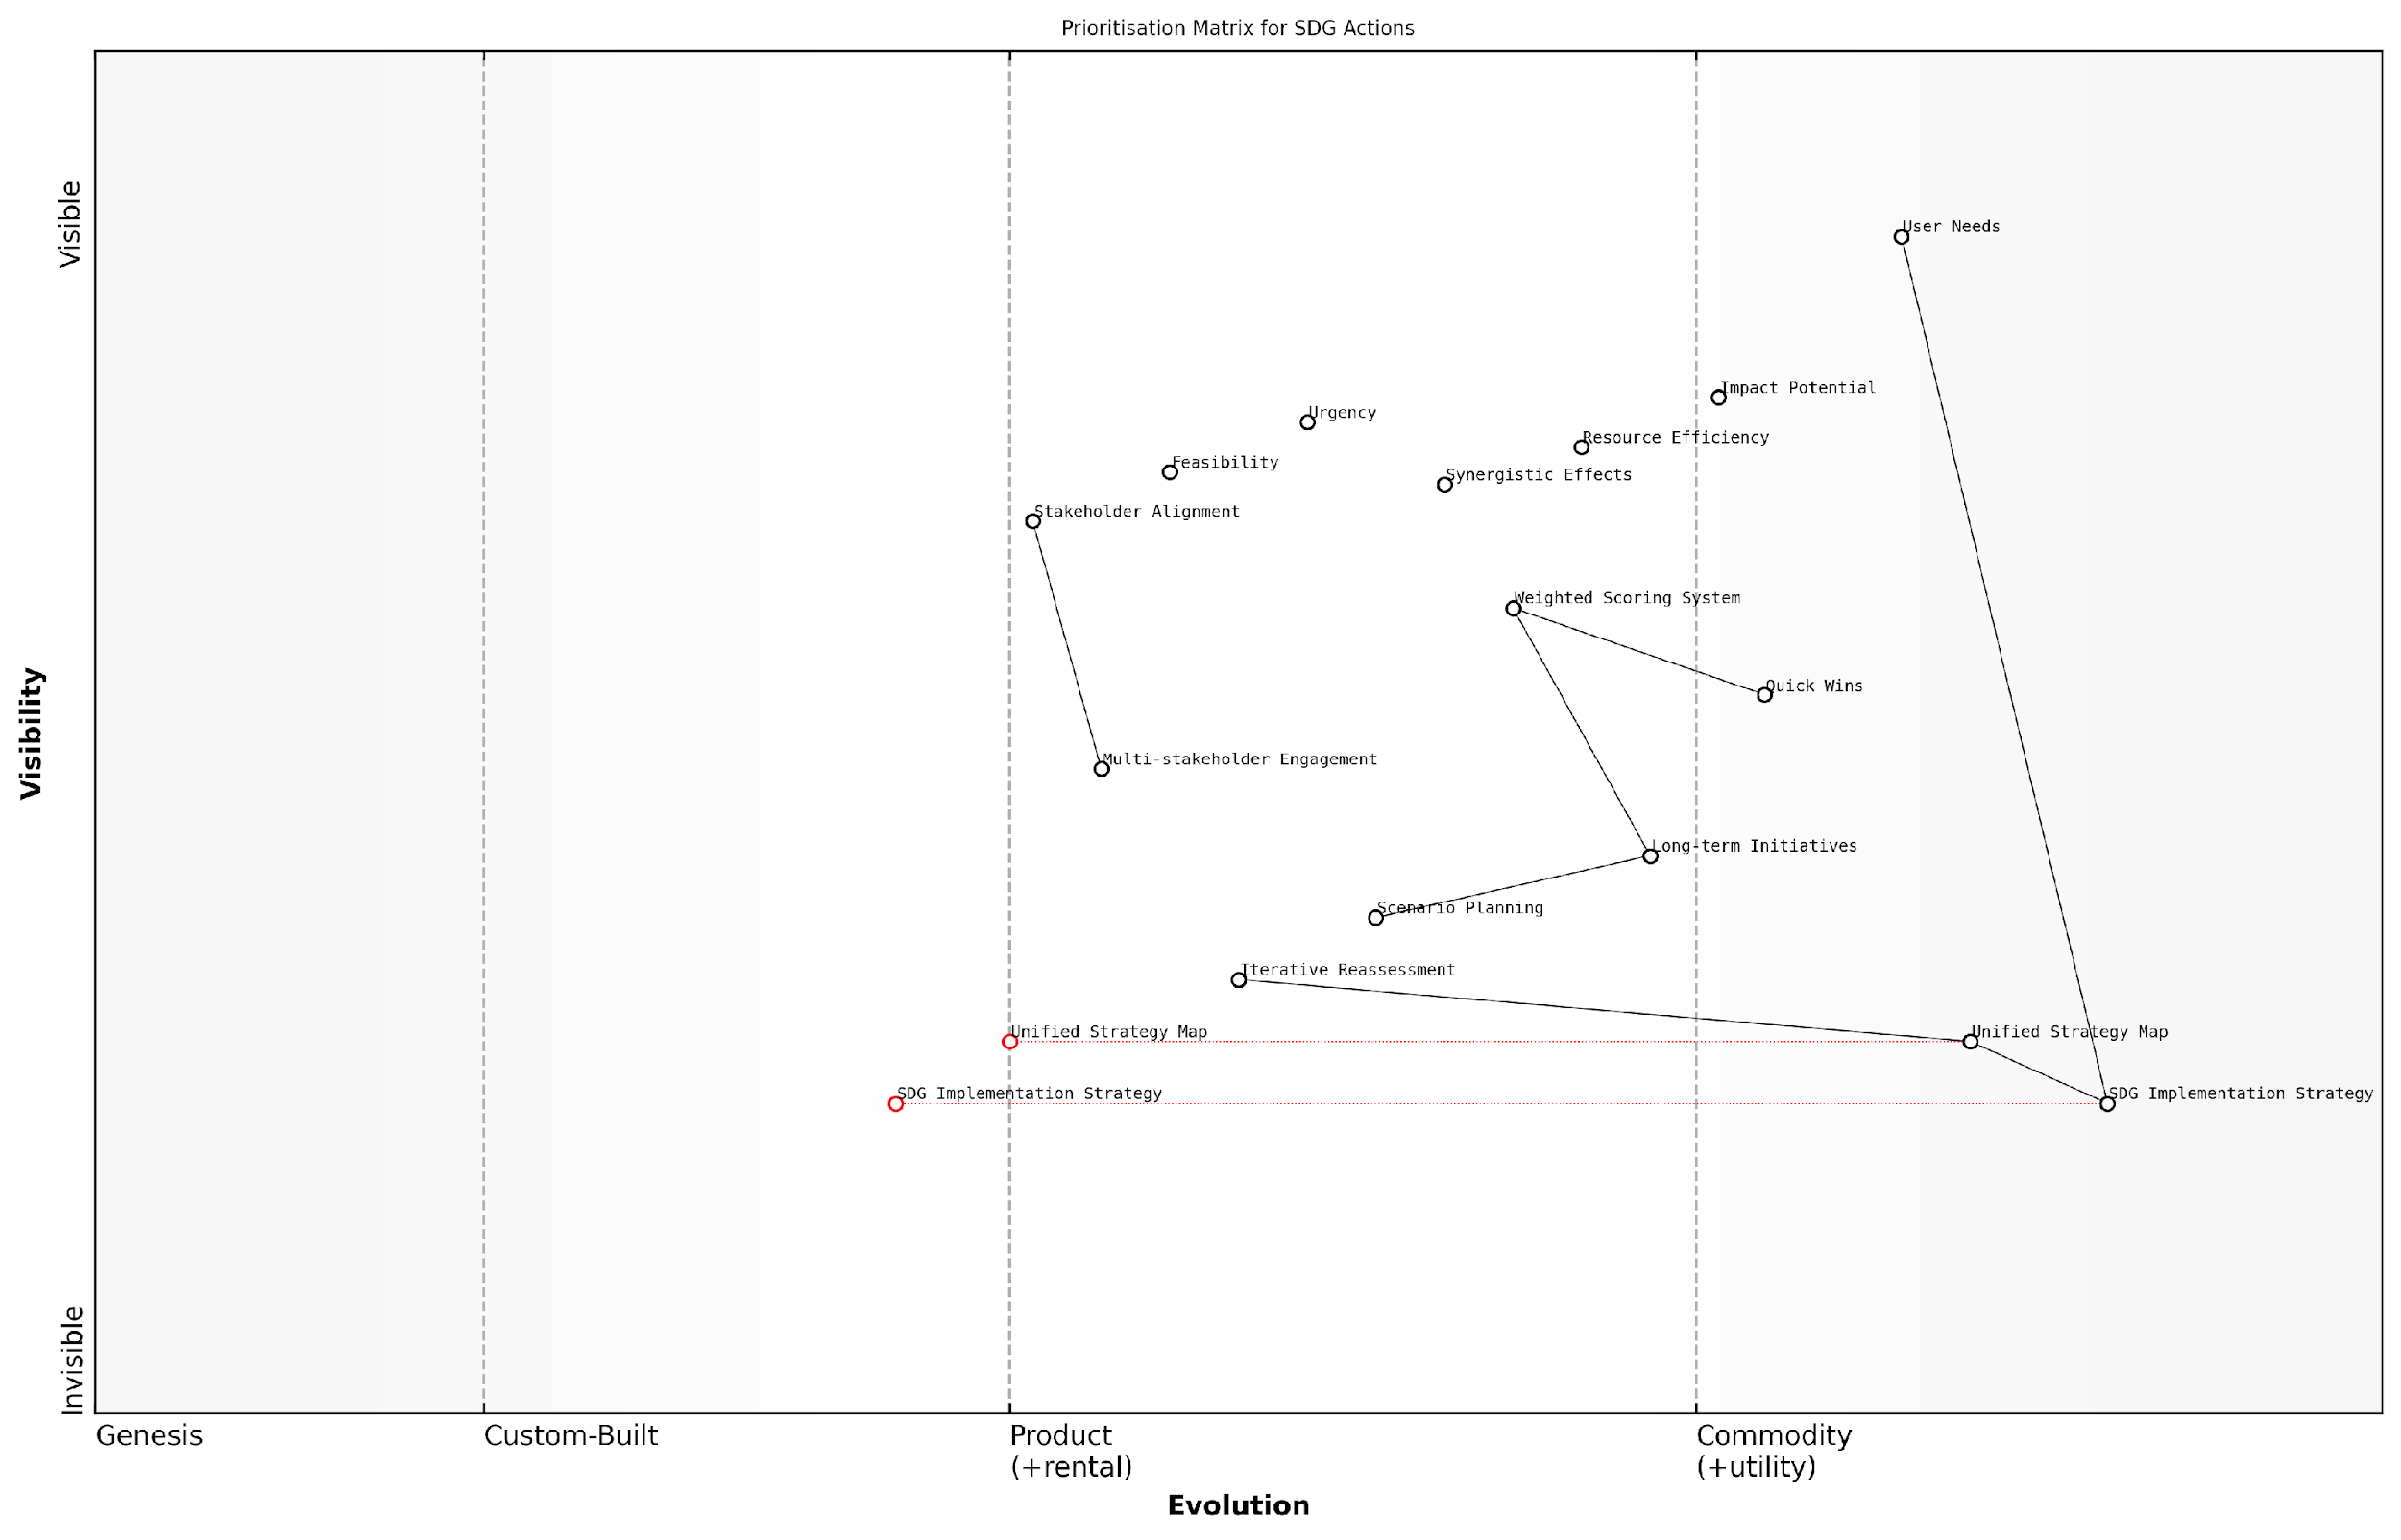 Prioritisation Matrix for SDG Actions
Visible
User Needs
Impact Potential
Urgency
Resource Efficiency
Feasibility
Synergistic Effects
Stakeholder Alignment
Weighted Scoring System
Quick Wins
Visibility
Multi-stakeholder Engagement
Long-term Initiatives
Scenario Planning
Iterative Reassessment
Unified Strategy Map
Unified Strategy Map
SDG Implementation Strategy
SDG Implementation Strategy
Invisible
Genesis
Custom-Built
Product
(+rental)
Commodity
(+utility)
Evolution